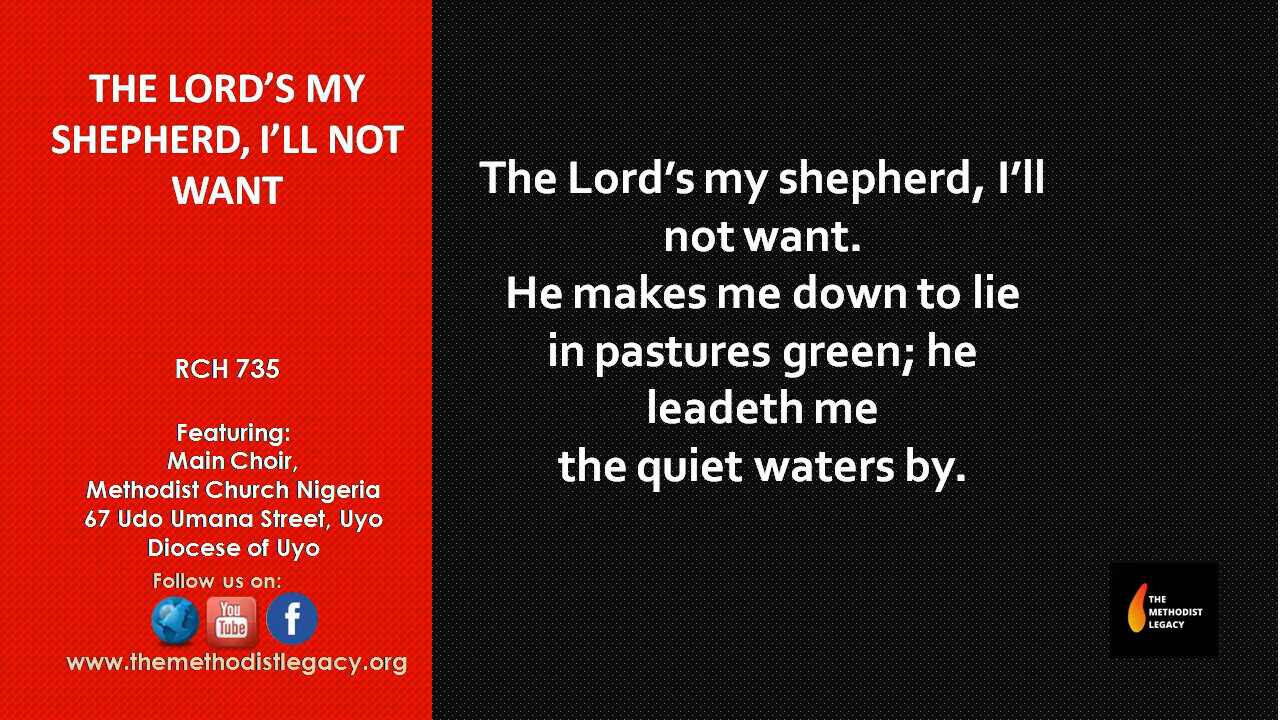 THE LORD’S MY
SHEPHERD, I’LL NOT
WANT
RCH 735
Featuring:
Main Choir,
Methodist Church Nigeria
67 Udo Umana Street, Uyo
Diocese of Uyo
Follow us on:
You
Tube
f
www.themethodistlegacy.org
The Lord’s my shepherd, I’ll
not want.
He makes me down to lie
in pastures green; he
leadeth me
the quiet waters by.
THE
METHODIST
LEGACY